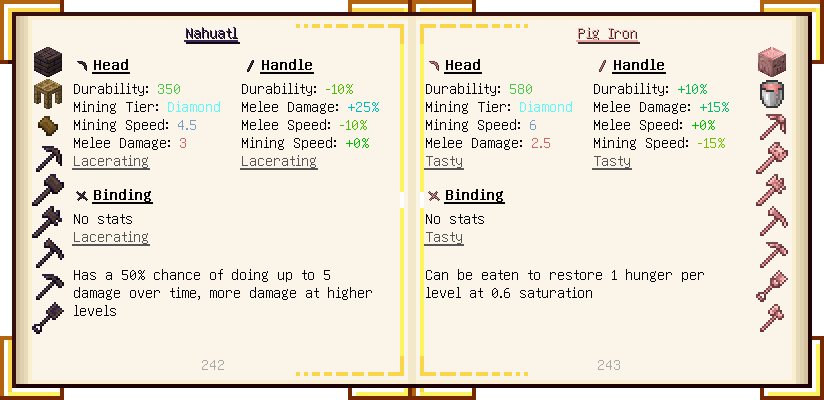 Nahuatl
Head
Durability: 350
Mining Tier: Diamond
Mining Speed: 4.5
Melee Damage: 3
Lacerating
Handle
Durability: -10%
Melee Damage: +25%
Melee Speed: -10%
Mining Speed: +0%
Lacerating
Binding
No stats
Lacerating
Has a 50% chance of doing up to 5
damage over time, more damage at higher
levels
242
Pig Iron
Head
Durability: 580
Mining Tier: Diamond
Mining Speed: 6
Melee Damage: 2.5
Tasty
Handle
Durability: +10%
Melee Damage: +15%
Melee Speed: +0%
Mining Speed: -15%
Tasty
Binding
No stats
Tasty
Can be eaten to restore 1 hunger per
level at 0.6 saturation
243